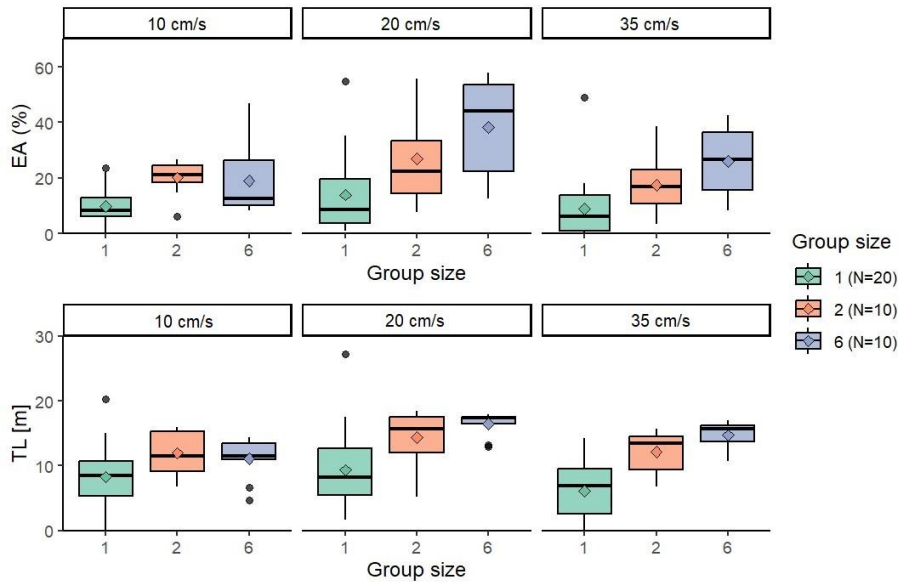 10 cm/s 20 cm/s 35 cm/s
EA (%)
60
40
20
0
1 2 6 1 2 6 1 2 6
Group size Group size
Group size
1 (N=20)
2 (N=10)
6 (N=10)
10 cm/s 20 cm/s 35 cm/s
TL [m]
30
20
10
0
1 2 6 1 2 6 1 2 6
Group size